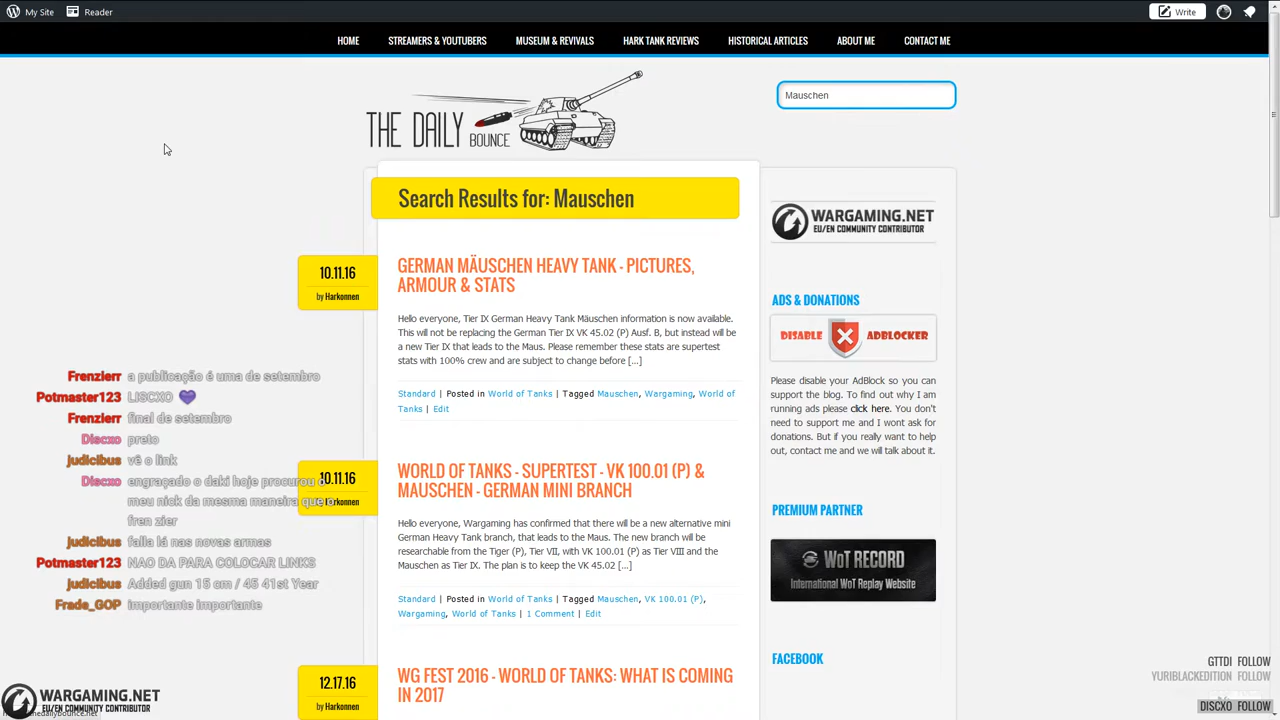 My Site
Reader
Write
HOME
STREAMERS & YOUTUBERS
MUSEUM & REVIVALS
HARK TANK REVIEWS
HISTORICAL ARTICLES
ABOUT ME
CONTACT ME
THE DAILY BOUNCE
Mauschen
Search Results for: Mauschen
10.11.16
by Harkonnen
GERMAN MÄUSCHEN HEAVY TANK - PICTURES,
ARMOUR & STATS
Hello everyone, Tier IX German Heavy Tank Mäuschen information is now available.
This will not be replacing the German Tier IX VK 45.02 (P) Ausf. B, but instead will be
a new Tier IX that leads to the Maus. Please remember these stats are supertest
stats with 100% crew and are subject to change before [...]
Standard | Posted in World of Tanks | Tagged Mauschen, Wargaming, World of
Tanks | Edit
10.11.16
Harkonnen
WORLD OF TANKS - SUPERTEST - VK 100.01 (P) &
MAUSCHEN - GERMAN MINI BRANCH
Hello everyone, Wargaming has confirmed that there will be a new alternative mini
German Heavy Tank branch, that leads to the Maus. The new branch will be
researchable from the Tiger (P), Tier VII, with VK 100.01 (P) as Tier VIII and the
Mauschen as Tier IX. The plan is to keep the VK 45.02 [...]
Standard | Posted in World of Tanks | Tagged Mauschen, VK 100.01 (P),
Wargaming, World of Tanks | 1 Comment | Edit
12.17.16
by Harkonnen
WG FEST 2016 - WORLD OF TANKS: WHAT IS COMING
IN 2017
WARGAMING.NET
EU/EN COMMUNITY CONTRIBUTOR
ADS & DONATIONS
DISABLE ADBLOCKER
Please disable your AdBlock so you can
support the blog. To find out why I am
running ads please click here. You don't
need to support me and I wont ask for
donations. But if you really want to help
out, contact me and we will talk about it.
PREMIUM PARTNER
WoT RECORD
International WoT Replay Website
FACEBOOK
Frenzierr a publicação é uma de setembro
Potmaster123 LISCXO 💜
Frenzierr final de setembro
Discxo preto
judicibus vê o link
Discxo engraçado o daki hoje procurou o
meu nick da mesma maneira que o
fren zier
judicibus falla lá nas novas armas
Potmaster123 NAO DA PARA COLOCAR LINKS
judicibus Added gun 15 cm / 45 41st Year
Frade_GOP importante importante
WARGAMING.NET
EU/EN COMMUNITY CONTRIBUTOR
GTTDI FOLLOW
YURIBLACKEDITION FOLLOW
DISCXO FOLLOW